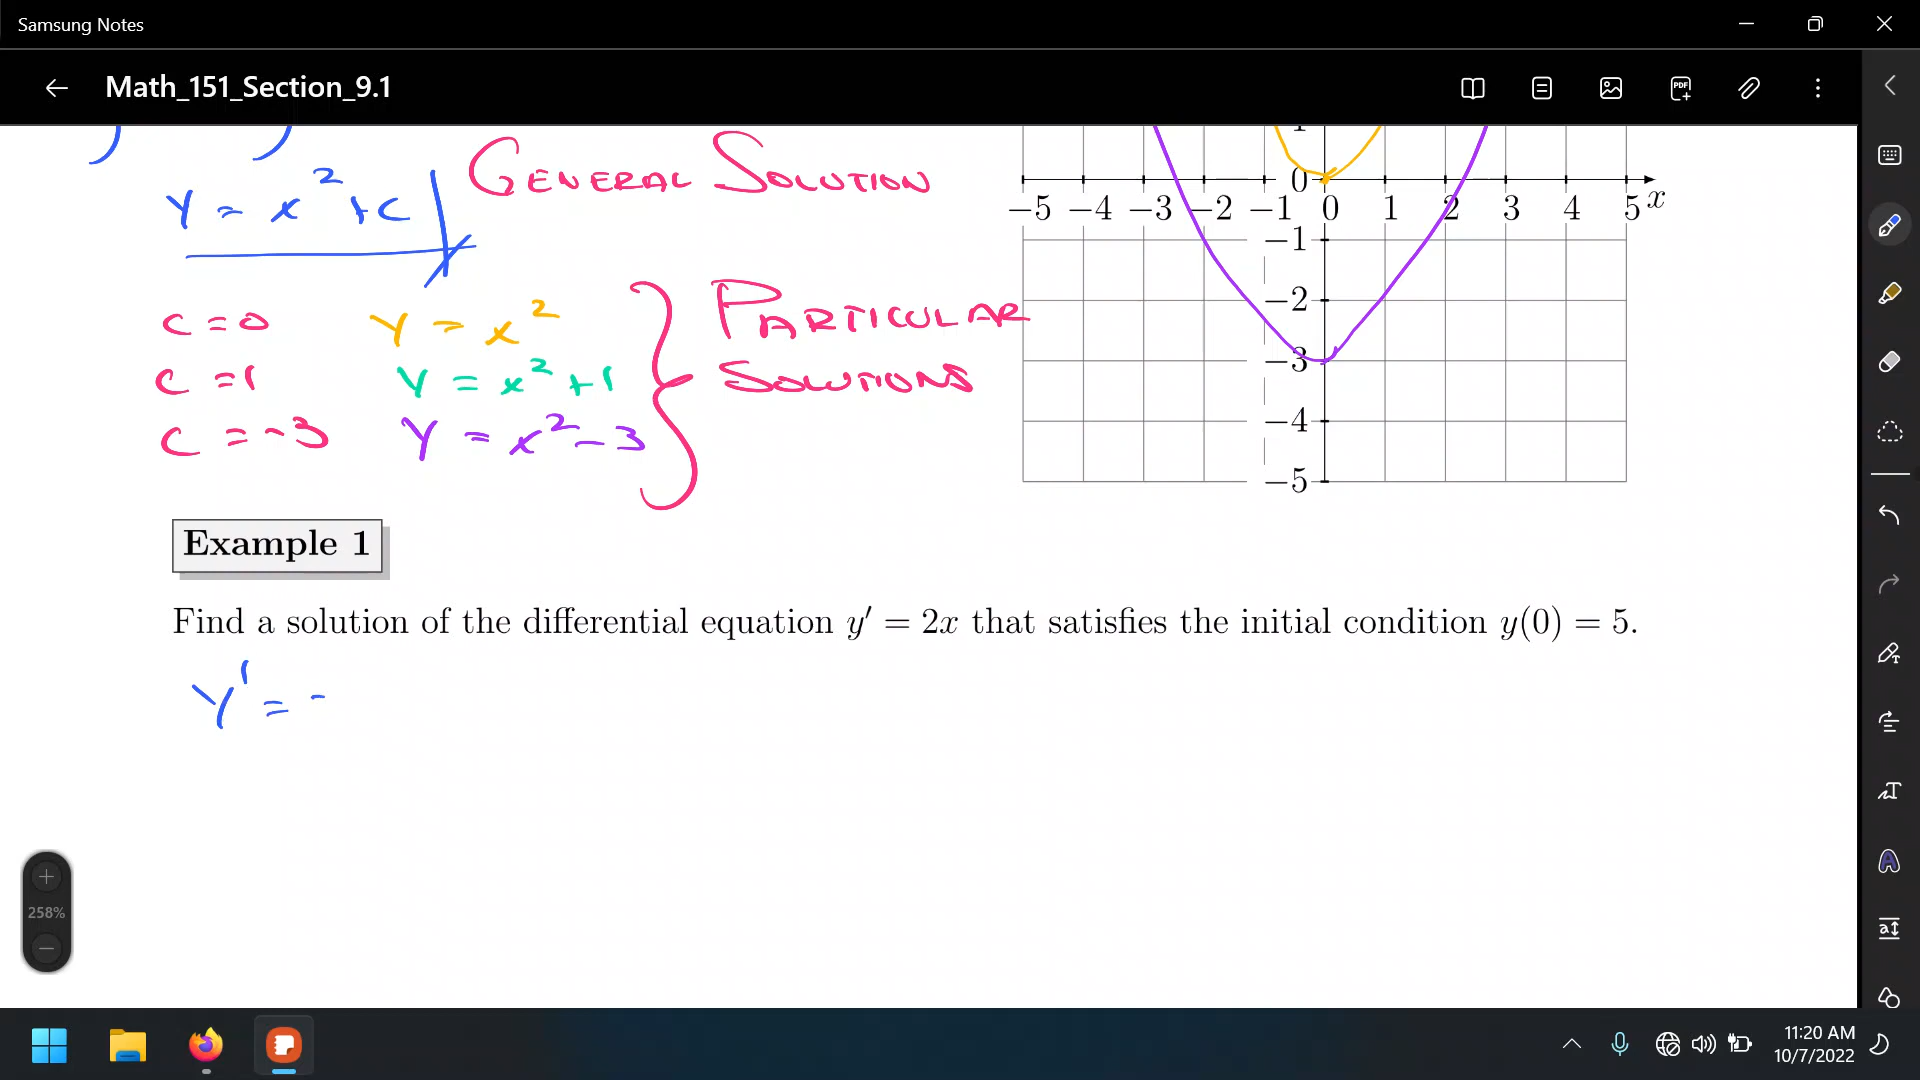 Samsung Notes
Math_151_Section_9.1
PDF
GENERAL SOLUTION
Y = x² + C
C = 0 Y = x²
C = 1 Y = x² + 1
C = -3 Y = x² - 3
PARTICULAR
SOLUTIONS
1
0
−5 −4 −3 −2 −1 0 1 2 3 4 5 x
−1
−2
−3
−4
−5
Example 1
Find a solution of the differential equation y′ = 2x that satisfies the initial condition y(0) = 5.
Y' =
258%
11:20 AM
10/7/2022